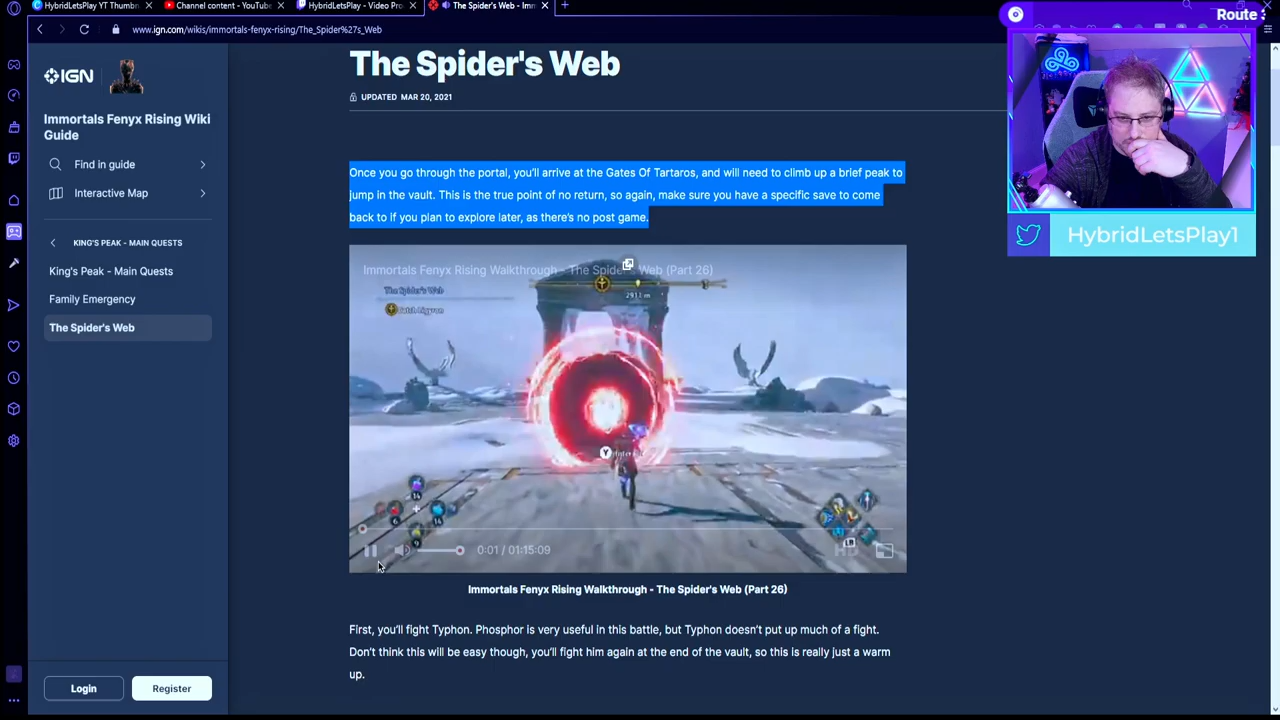 HybridLetsPlay YT Thumbn
Channel content - YouTube
HybridLetsPlay - Video Pro
The Spider's Web - Imm
Route
www.ign.com/wikis/immortals-fenyx-rising/The_Spider%27s_Web
IGN
Immortals Fenyx Rising Wiki
Guide
Find in guide
Interactive Map
KING'S PEAK - MAIN QUESTS
King's Peak - Main Quests
Family Emergency
The Spider's Web
Login
Register
The Spider's Web
UPDATED MAR 20, 2021
Once you go through the portal, you'll arrive at the Gates Of Tartaros, and will need to climb up a brief peak to
jump in the vault. This is the true point of no return, so again, make sure you have a specific save to come
back to if you plan to explore later, as there's no post game.
Immortals Fenyx Rising Walkthrough - The Spider's Web (Part 26)
The Spider's Web
2911 m
Y
14
6
14
9
0:01 / 01:15:09
HD
Immortals Fenyx Rising Walkthrough - The Spider's Web (Part 26)
First, you'll fight Typhon. Phosphor is very useful in this battle, but Typhon doesn't put up much of a fight.
Don't think this will be easy though, you'll fight him again at the end of the vault, so this is really just a warm
up.
HybridLetsPlay1